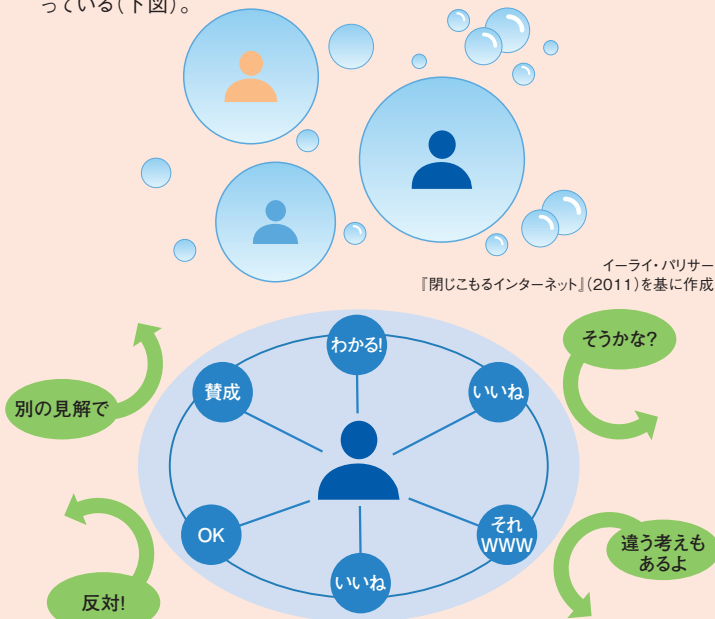 っている(下図)。
イーライ・パリサー
『閉じこもるインターネット』(2011)を基に作成
わかる!
そうかな?
賛成
いいね
別の見解で
OK
それ
WWW
違う考えも
あるよ
いいね
反対!